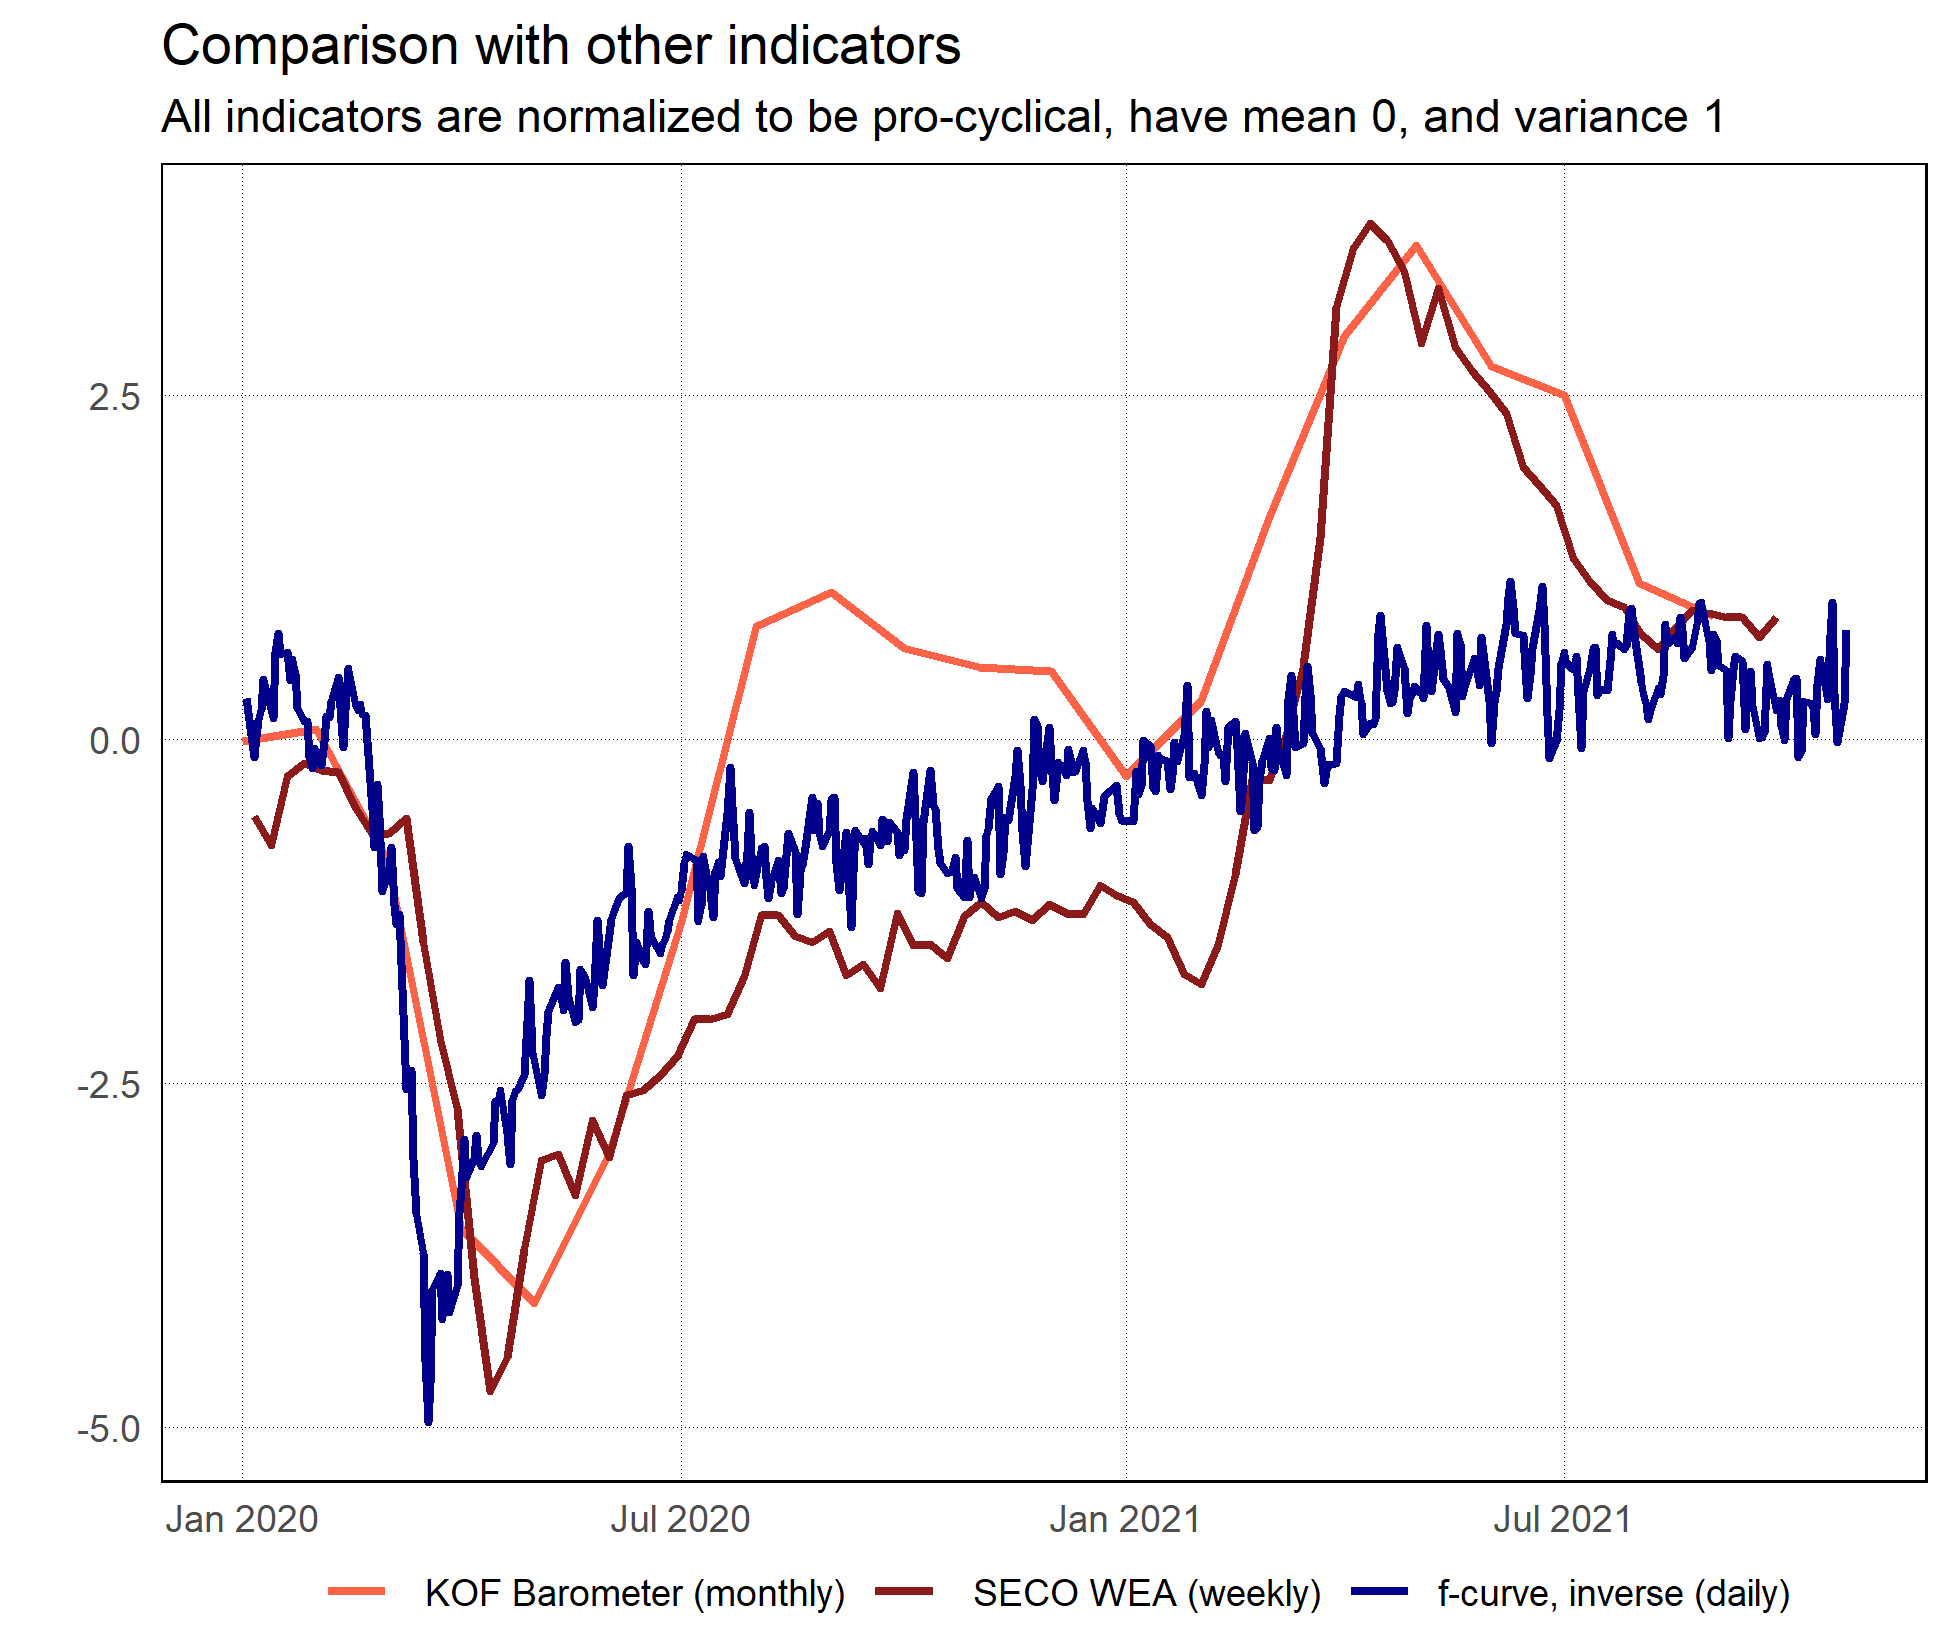 Comparison with other indicators
All indicators are normalized to be pro-cyclical, have mean 0, and variance 1
2.5
0.0
-2.5
-5.0
Jan 2020 Jul 2020 Jan 2021 Jul 2021
KOF Barometer (monthly) SECO WEA (weekly) f-curve, inverse (daily)